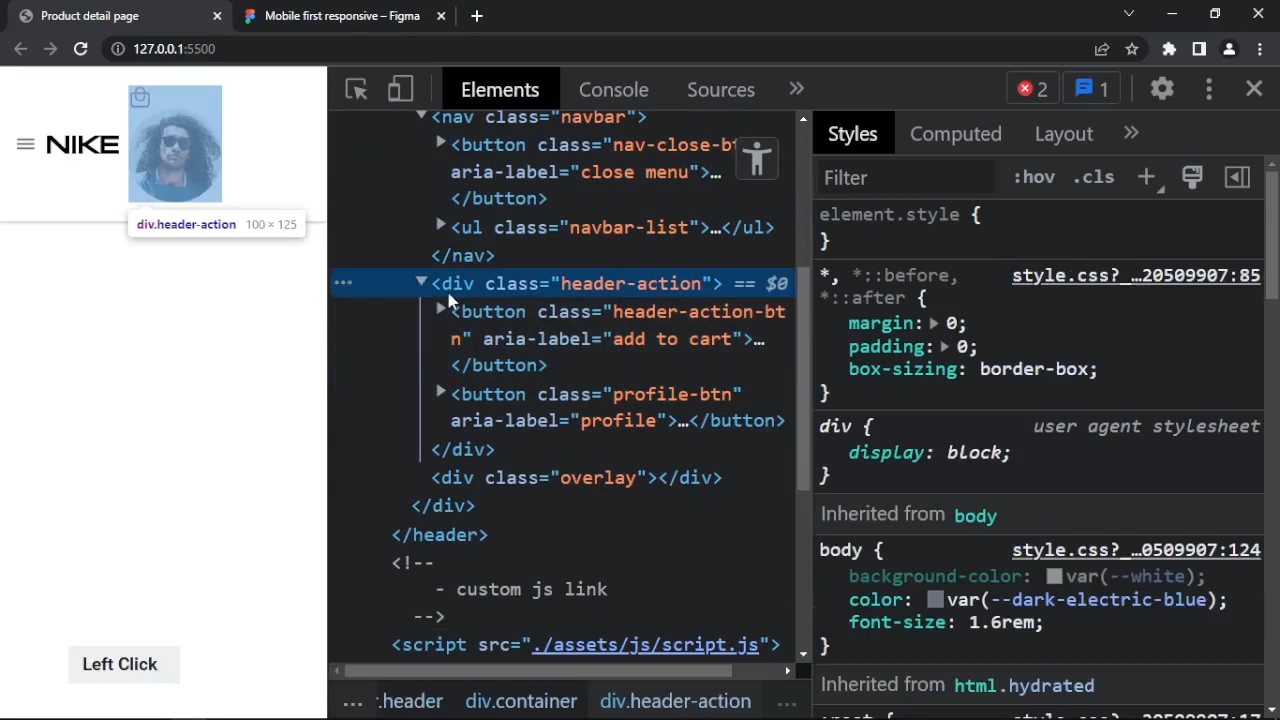 Product detail page
Mobile first responsive – Figma
127.0.0.1:5500
NIKE
div.header-action 100 × 125
Left Click
Elements
Console
Sources
2
1
<nav class="navbar">
<button class="nav-close-bt
aria-label="close menu">…
</button>
<ul class="navbar-list">…</ul>
</nav>
<div class="header-action"> == $0
<button class="header-action-bt
n" aria-label="add to cart">…
</button>
<button class="profile-btn"
aria-label="profile">…</button>
</div>
<div class="overlay"></div>
</div>
</header>
<!--
- custom js link
-->
<script src="./assets/js/script.js">
… .header div.container div.header-action …
Styles
Computed
Layout
Filter
:hov .cls
element.style {
}
*, *::before, style.css?_…20509907:85
*::after {
margin: 0;
padding: 0;
box-sizing: border-box;
}
div { user agent stylesheet
display: block;
}
Inherited from body
body { style.css?_…0509907:124
background-color: var(--white);
color: var(--dark-electric-blue);
font-size: 1.6rem;
}
Inherited from html.hydrated